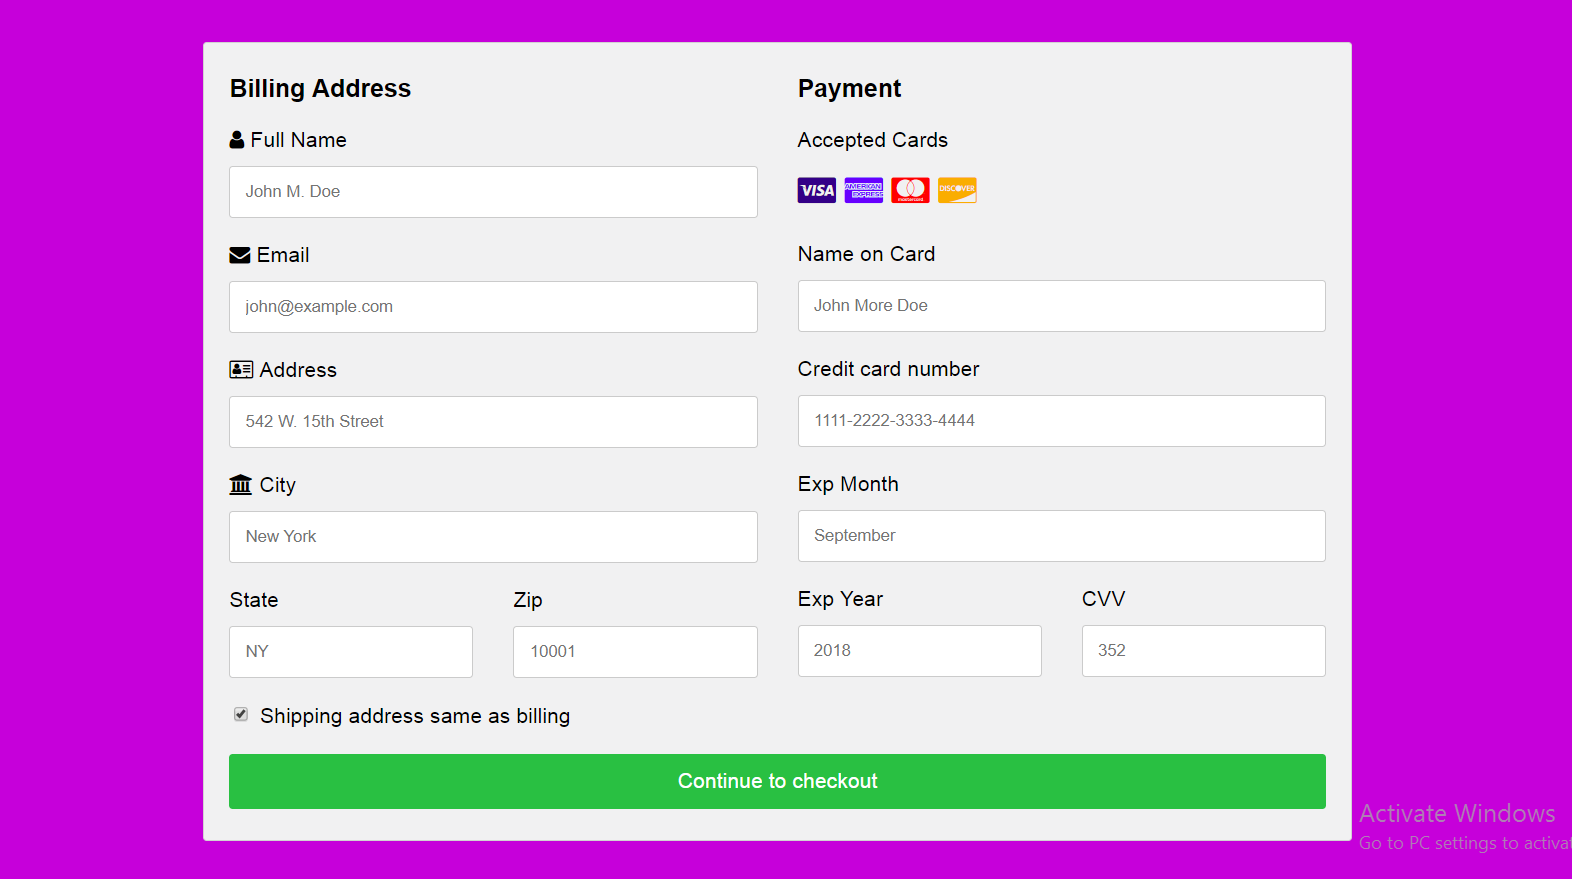 Billing Address
Full Name
John M. Doe
Email
john@example.com
Address
542 W. 15th Street
City
New York
State Zip
NY 10001
Shipping address same as billing
Payment
Accepted Cards
VISA AMERICAN EXPRESS mastercard DISCOVER
Name on Card
John More Doe
Credit card number
1111-2222-3333-4444
Exp Month
September
Exp Year CVV
2018 352
Continue to checkout
Activate Windows
Go to PC settings to activat